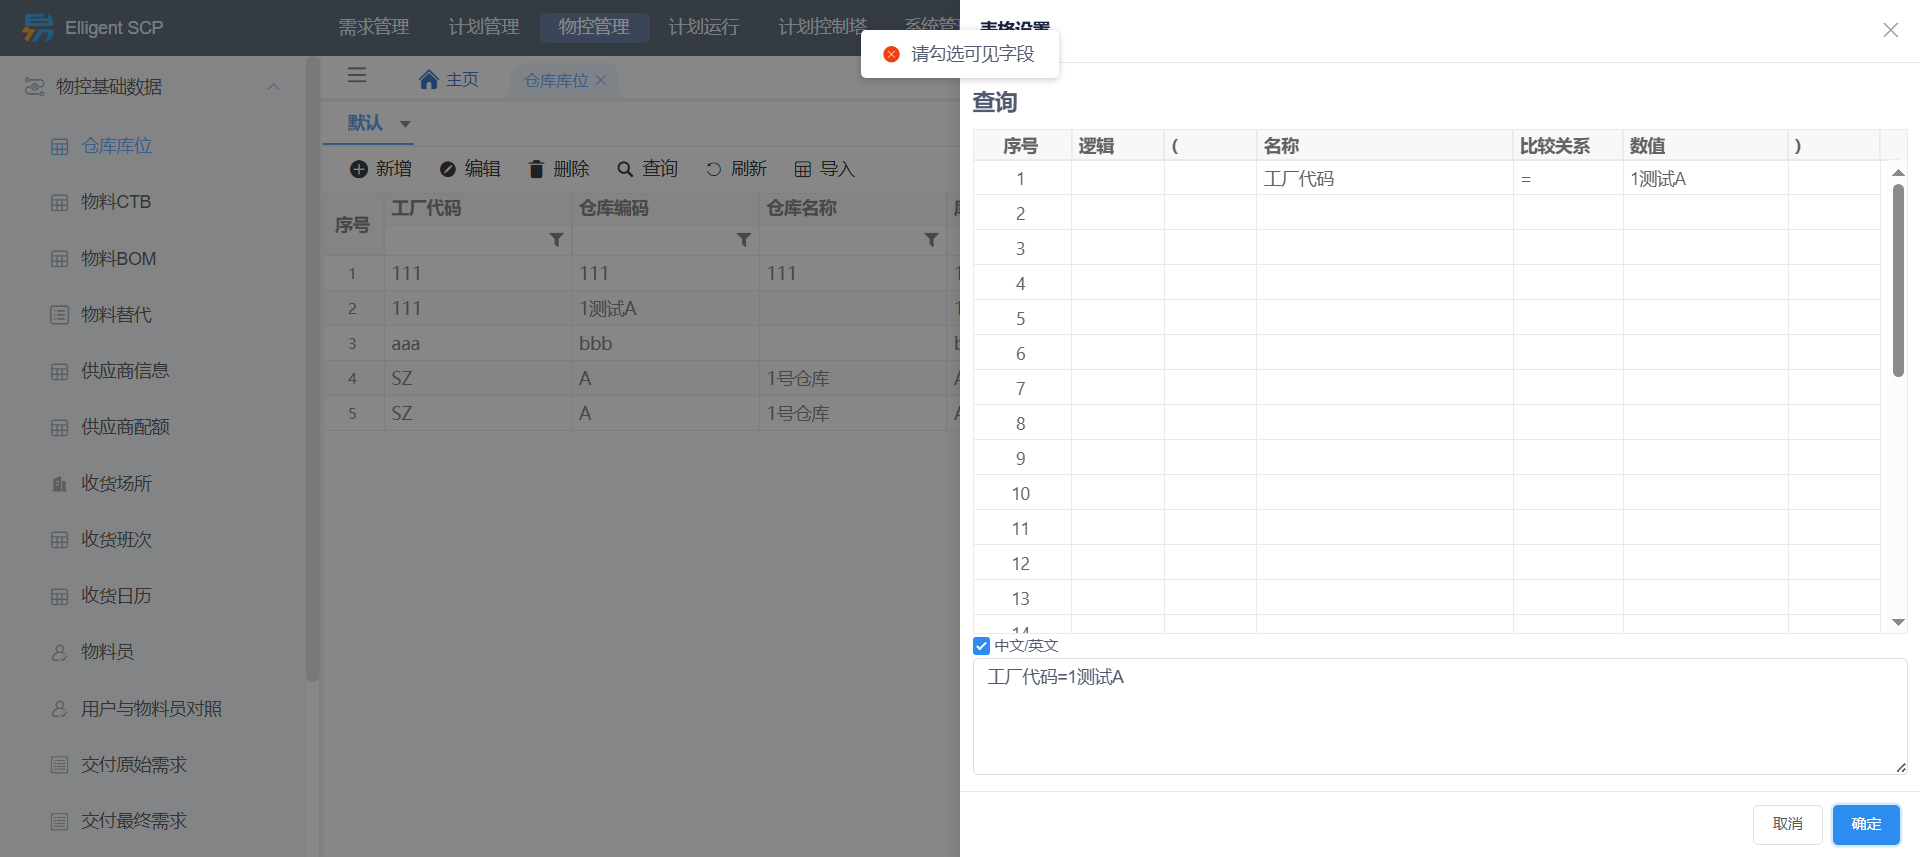 Elligent SCP
需求管理
计划管理
物控管理
计划运行
计划控制塔
系统管
表格设置
请勾选可见字段
物控基础数据
仓库库位
物料CTB
物料BOM
物料替代
供应商信息
供应商配额
收货场所
收货班次
收货日历
物料员
用户与物料员对照
交付原始需求
交付最终需求
主页
仓库库位
默认
新增
编辑
删除
查询
刷新
导入
序号 工厂代码 仓库编码 仓库名称
1 111 111 111 1
2 111 1测试A 1
3 aaa bbb b
4 SZ A 1号仓库 A
5 SZ A 1号仓库 A
查询
序号 逻辑 ( 名称 比较关系 数值 )
1 工厂代码 = 1测试A
2
3
4
5
6
7
8
9
10
11
12
13
14
中文/英文
工厂代码=1测试A
取消
确定